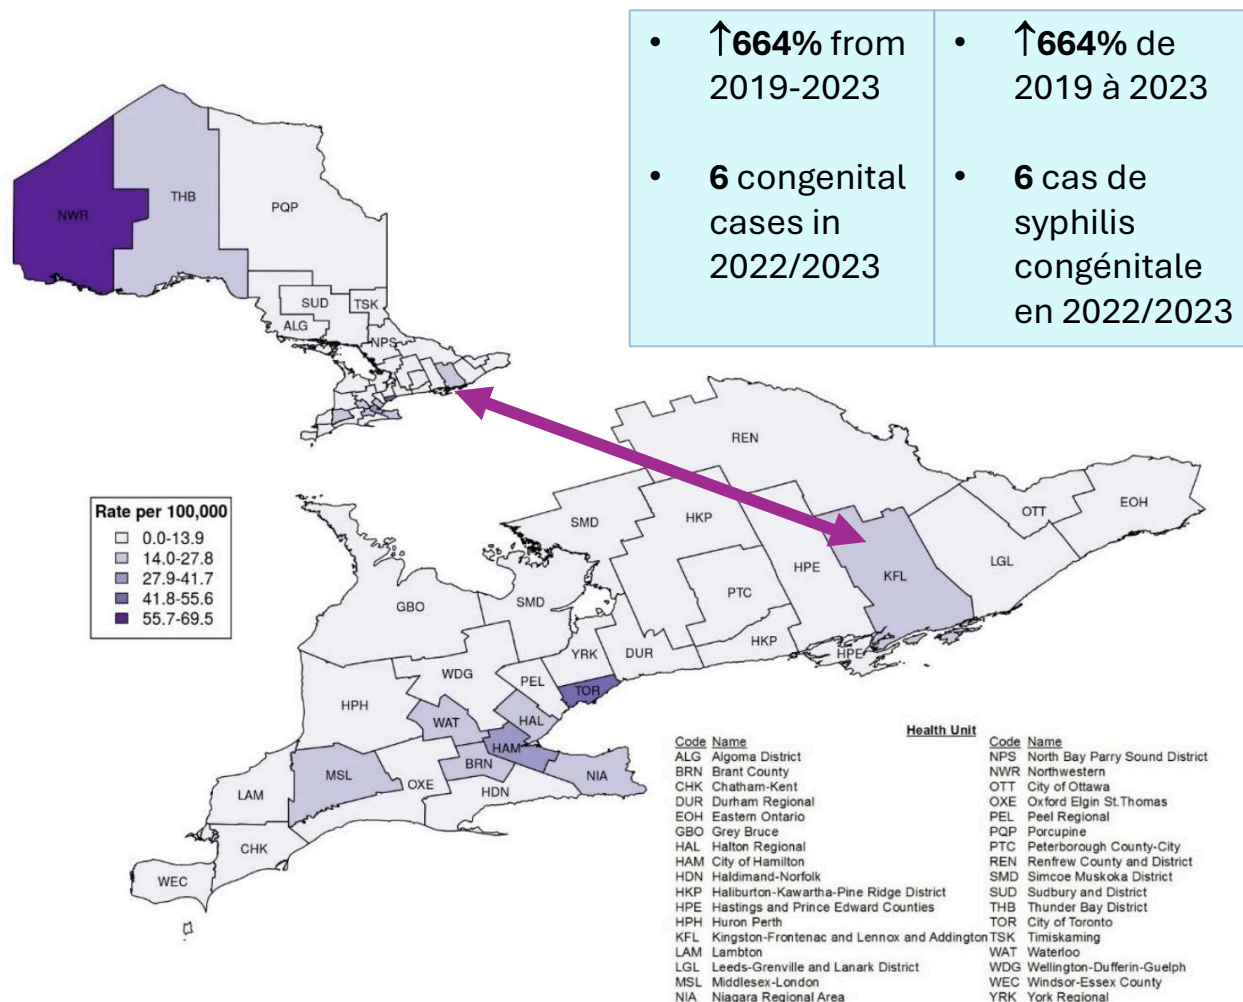 • ↑664% from
2019-2023
• 6 congenital
cases in
2022/2023
• ↑664% de
2019 à 2023
• 6 cas de
syphilis
congénitale
en 2022/2023
NWR
THB
PQP
SUD
TSK
ALG
NPS
Rate per 100,000
0.0-13.9
14.0-27.8
27.9-41.7
41.8-55.6
55.7-69.5
REN
SMD
HKP
OTT
EOH
HPE
KFL
LGL
GBO
SMD
PTC
HKP
HPE
YRK
DUR
WDG
PEL
TOR
HPH
WAT
HAL
HAM
MSL
BRN
NIA
OXE
HDN
LAM
CHK
WEC
Health Unit
Code Name
ALG Algoma District
BRN Brant County
CHK Chatham-Kent
DUR Durham Regional
EOH Eastern Ontario
GBO Grey Bruce
HAL Halton Regional
HAM City of Hamilton
HDN Haldimand-Norfolk
HKP Haliburton-Kawartha-Pine Ridge District
HPE Hastings and Prince Edward Counties
HPH Huron Perth
KFL Kingston-Frontenac and Lennox and Addington
LAM Lambton
LGL Leeds-Grenville and Lanark District
MSL Middlesex-London
NIA Niagara Regional Area
Code Name
NPS North Bay Parry Sound District
NWR Northwestern
OTT City of Ottawa
OXE Oxford Elgin St.Thomas
PEL Peel Regional
PQP Porcupine
PTC Peterborough County-City
REN Renfrew County and District
SMD Simcoe Muskoka District
SUD Sudbury and District
THB Thunder Bay District
TOR City of Toronto
TSK Timiskaming
WAT Waterloo
WDG Wellington-Dufferin-Guelph
WEC Windsor-Essex County
YRK York Regional